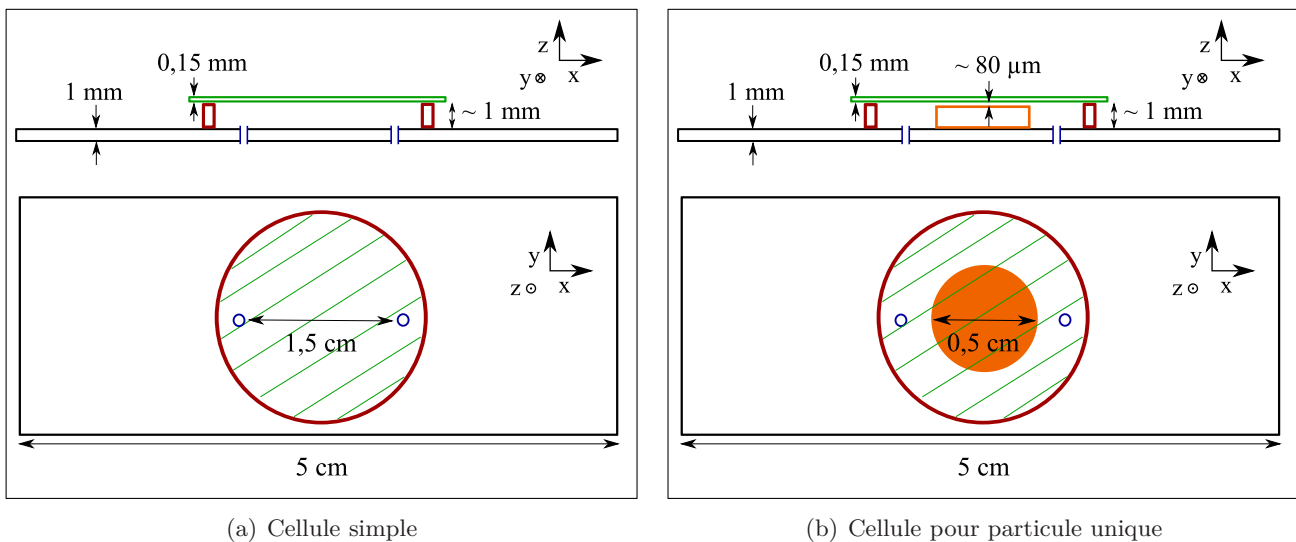 z
x
y
0,15 mm
1 mm
~ 1 mm
y
x
z
1,5 cm
5 cm
(a) Cellule simple
z
x
y
0,15 mm
~ 80 µm
1 mm
~ 1 mm
y
x
z
0,5 cm
5 cm
(b) Cellule pour particule unique